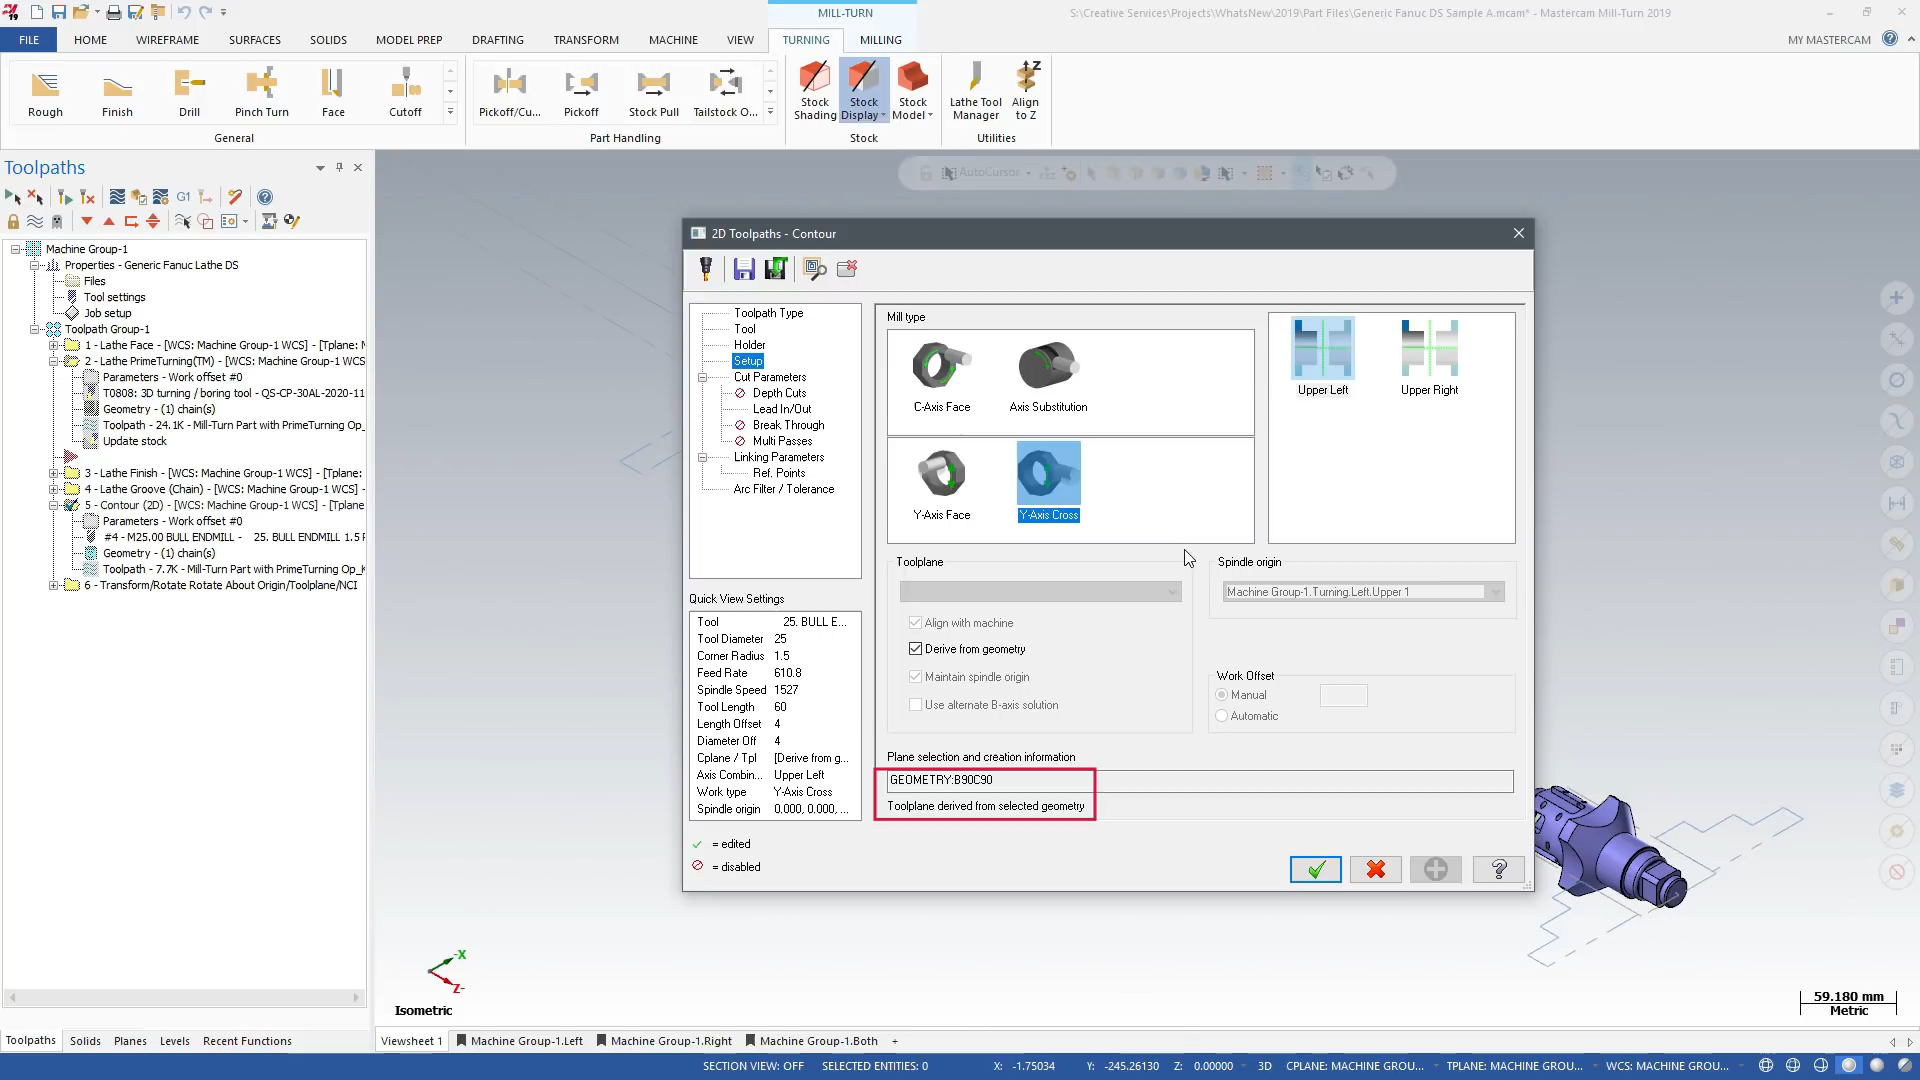 MILL-TURN
S:\Creative Services\Projects\WhatsNew\2019\Part Files\Generic Fanuc DS Sample A.mcam* - Mastercam Mill-Turn 2019
FILE HOME WIREFRAME SURFACES SOLIDS MODEL PREP DRAFTING TRANSFORM MACHINE VIEW TURNING MILLING MY MASTERCAM
Rough Finish Drill Pinch Turn Face Cutoff Pickoff/Cu... Pickoff Stock Pull Tailstock O... Stock Shading Stock Display Stock Model Lathe Tool Manager Align to Z
General Part Handling Stock Utilities
Toolpaths
AutoCursor
G1
Machine Group-1
Properties - Generic Fanuc Lathe DS
Files
Tool settings
Job setup
Toolpath Group-1
1 - Lathe Face - [WCS: Machine Group-1 WCS] - [Tplane: M
2 - Lathe PrimeTurning(TM) - [WCS: Machine Group-1 WCS
Parameters - Work offset #0
T0808: 3D turning / boring tool - QS-CP-30AL-2020-11
Geometry - (1) chain(s)
Toolpath - 24.1K - Mill-Turn Part with PrimeTurning Op_
Update stock
3 - Lathe Finish - [WCS: Machine Group-1 WCS] - [Tplane:
4 - Lathe Groove (Chain) - [WCS: Machine Group-1 WCS] -
5 - Contour (2D) - [WCS: Machine Group-1 WCS] - [Tplane
Parameters - Work offset #0
#4 - M25.00 BULL ENDMILL - 25. BULL ENDMILL 1.5 F
Geometry - (1) chain(s)
Toolpath - 7.7K - Mill-Turn Part with PrimeTurning Op_K
6 - Transform/Rotate Rotate About Origin/Toolplane/NCI
2D Toolpaths - Contour
Toolpath Type
Tool
Holder
Setup
Cut Parameters
Depth Cuts
Lead In/Out
Break Through
Multi Passes
Linking Parameters
Ref. Points
Arc Filter / Tolerance
Quick View Settings
Tool 25. BULL E...
Tool Diameter 25
Corner Radius 1.5
Feed Rate 610.8
Spindle Speed 1527
Tool Length 60
Length Offset 4
Diameter Off 4
Cplane / Tpl [Derive from g...
Axis Combin... Upper Left
Work type Y-Axis Cross
Spindle origin 0.000, 0.000, ...
= edited
= disabled
Mill type
C-Axis Face Axis Substitution
Y-Axis Face Y-Axis Cross
Upper Left Upper Right
Toolplane
Align with machine
Derive from geometry
Maintain spindle origin
Use alternate B-axis solution
Spindle origin
Machine Group-1.Turning.Left.Upper 1
Work Offset
Manual
Automatic
Plane selection and creation information
GEOMETRY:B90C90
Toolplane derived from selected geometry
-X
Z-
Isometric
59.180 mm
Metric
Toolpaths Solids Planes Levels Recent Functions
Viewsheet 1 Machine Group-1.Left Machine Group-1.Right Machine Group-1.Both +
SECTION VIEW: OFF SELECTED ENTITIES: 0 X: -1.75034 Y: -245.26130 Z: 0.00000 3D CPLANE: MACHINE GROU... TPLANE: MACHINE GROU... WCS: MACHINE GROU...